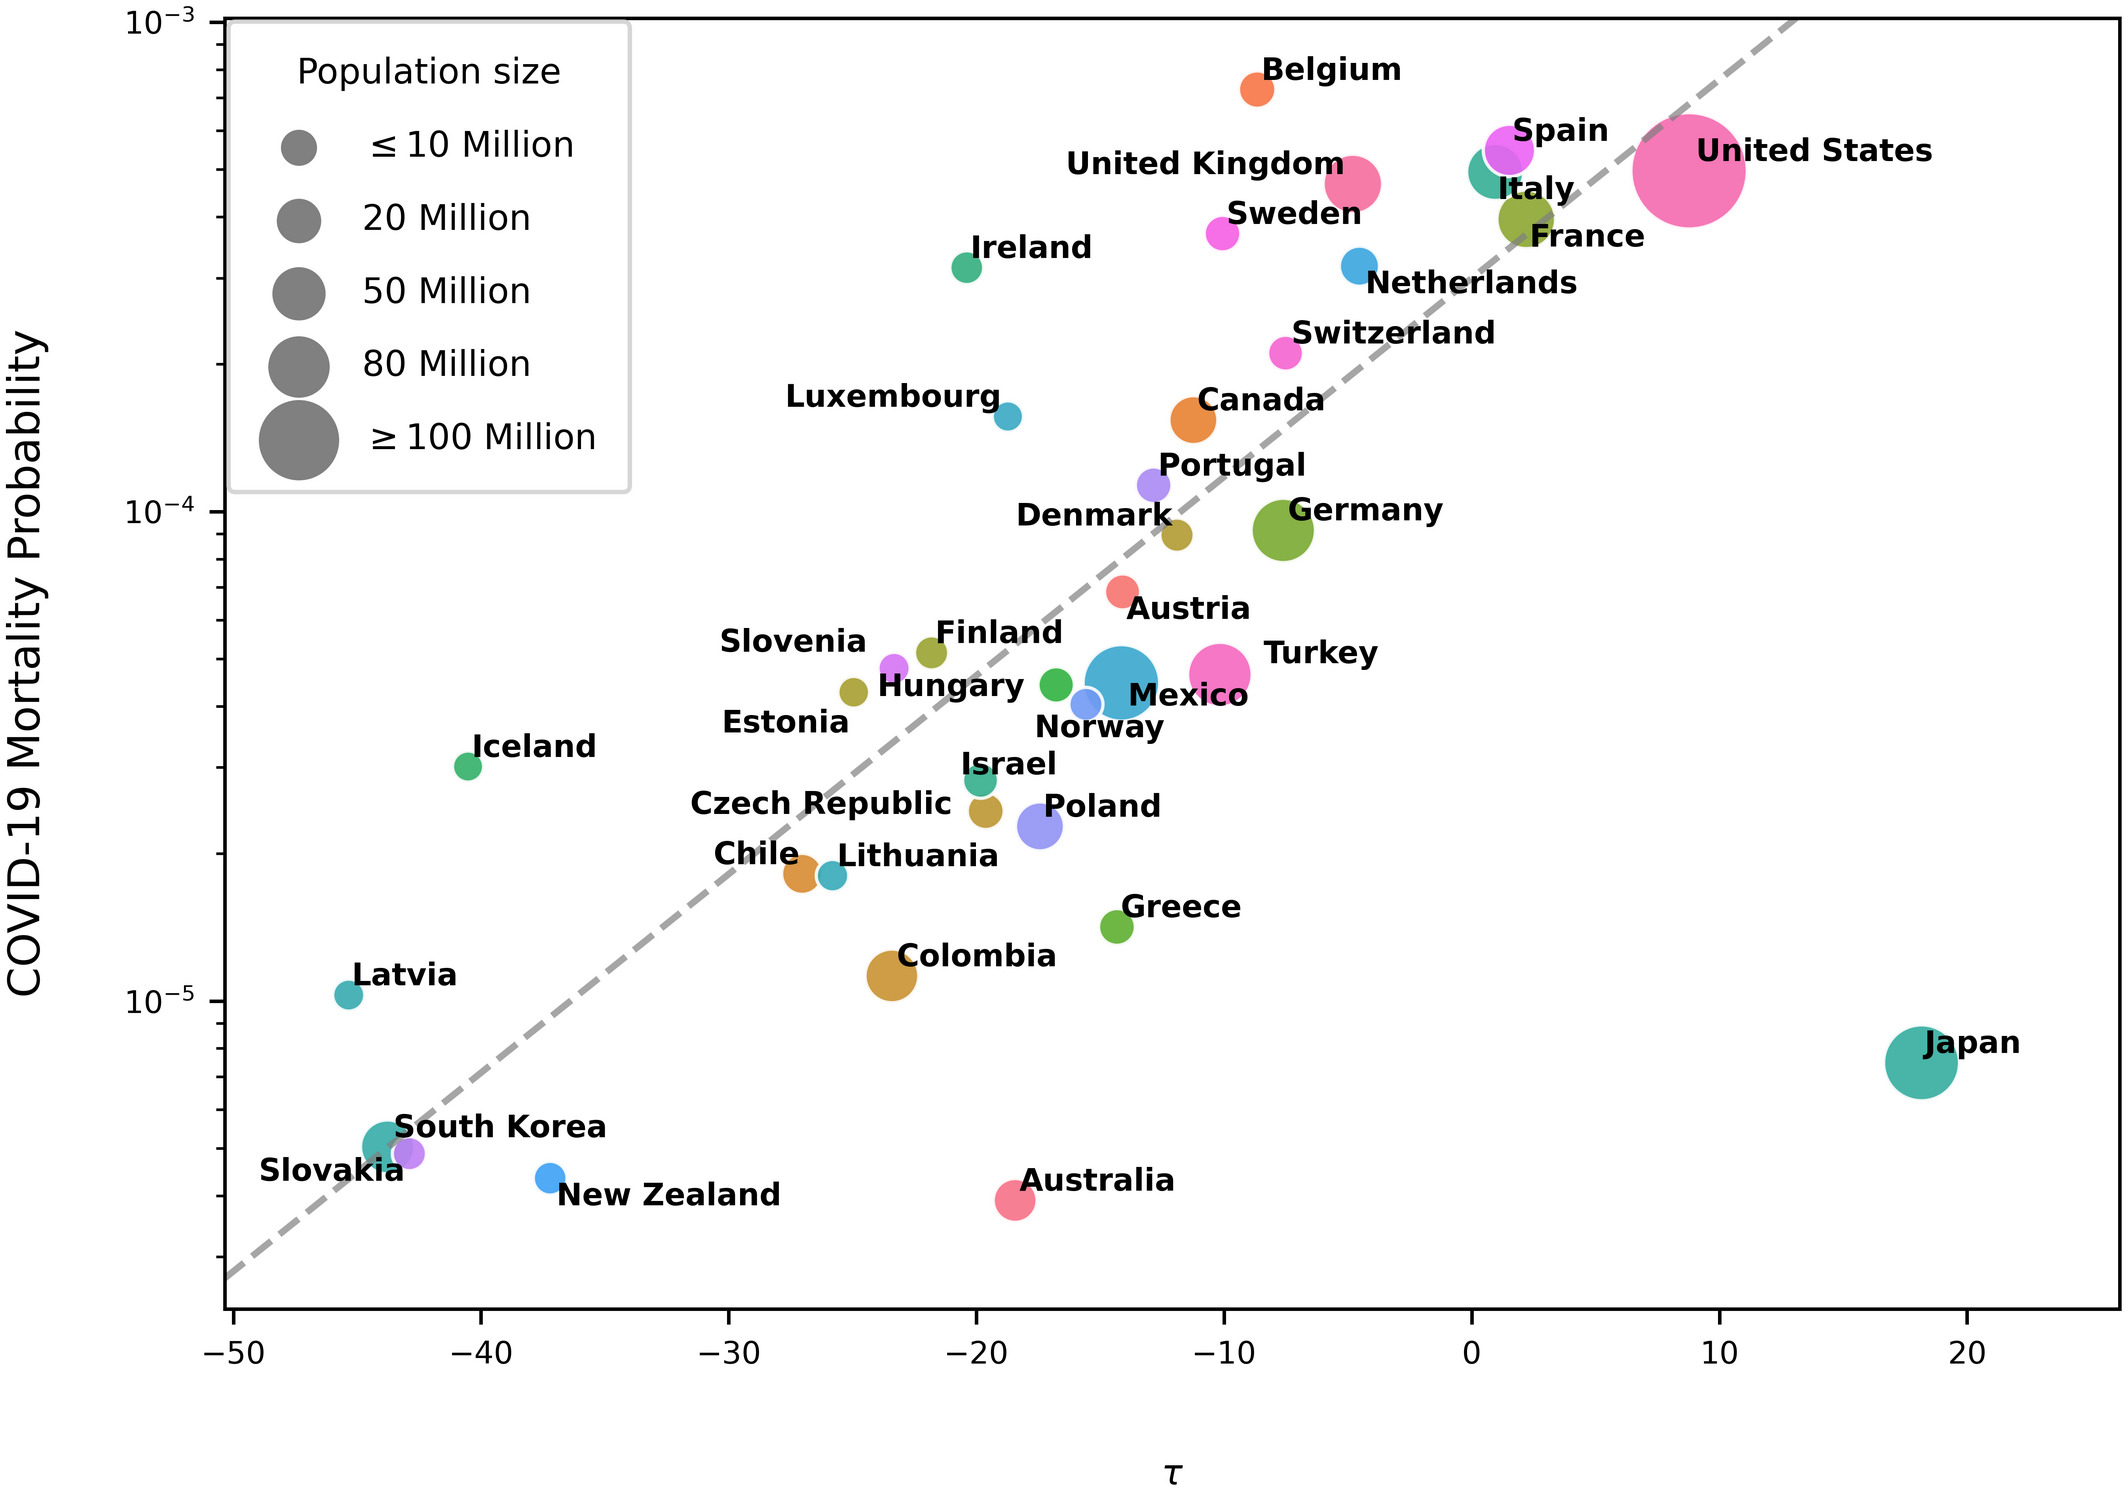 10⁻³
Population size
≤ 10 Million
20 Million
50 Million
80 Million
≥ 100 Million
Belgium
Spain
United States
United Kingdom
Italy
Sweden
France
Ireland
Netherlands
Switzerland
Luxembourg
Canada
Portugal
10⁻⁴
Denmark
Germany
Austria
Slovenia
Finland
Turkey
Hungary
Mexico
Estonia
Norway
Iceland
Israel
Czech Republic
Poland
Chile
Lithuania
Greece
Colombia
Latvia
10⁻⁵
Japan
South Korea
Slovakia
New Zealand
Australia
COVID-19 Mortality Probability
−50 −40 −30 −20 −10 0 10 20
τ